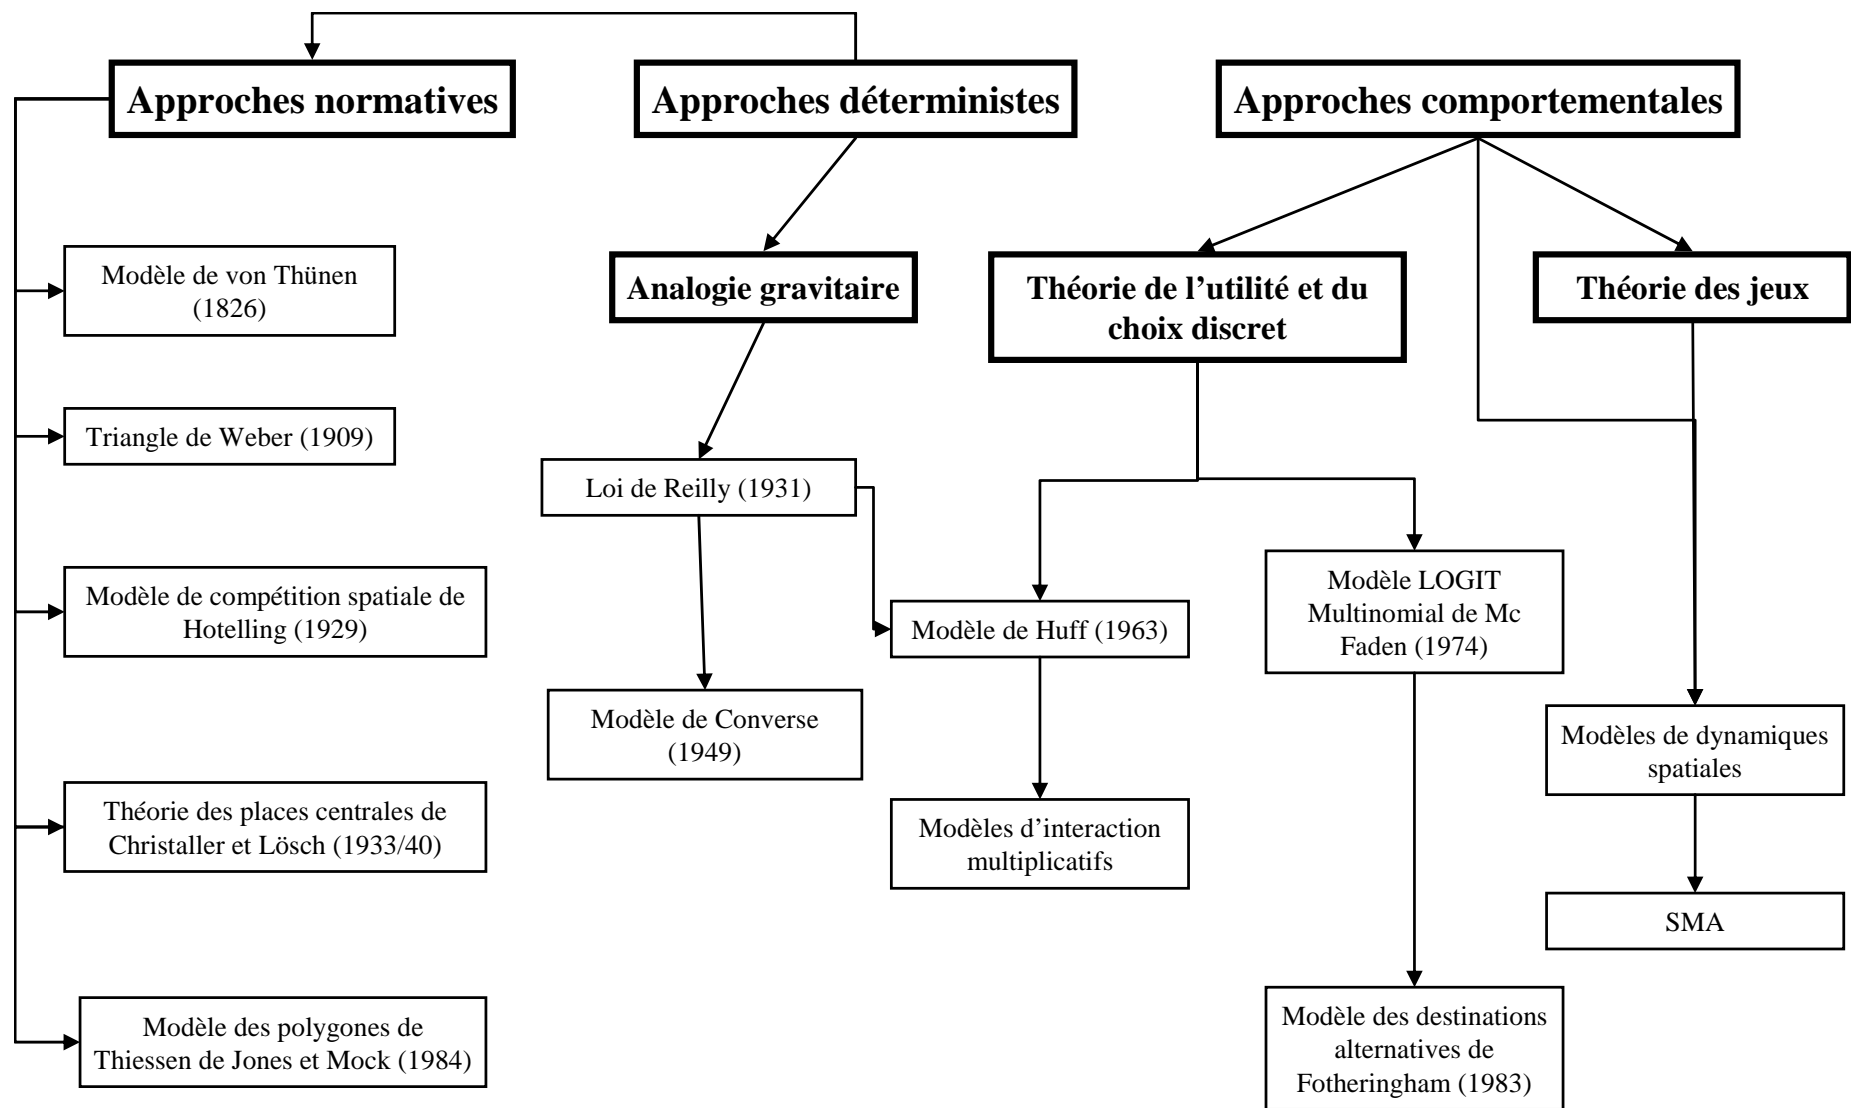 Approches normatives
Approches déterministes
Approches comportementales
Modèle de von Thünen
(1826)
Analogie gravitaire
Théorie de l’utilité et du
choix discret
Théorie des jeux
Triangle de Weber (1909)
Loi de Reilly (1931)
Modèle de compétition spatiale de
Hotelling (1929)
Modèle de Huff (1963)
Modèle LOGIT
Multinomial de Mc
Faden (1974)
Modèle de Converse
(1949)
Modèles de dynamiques
spatiales
Théorie des places centrales de
Christaller et Lösch (1933/40)
Modèles d’interaction
multiplicatifs
SMA
Modèle des polygones de
Thiessen de Jones et Mock (1984)
Modèle des destinations
alternatives de
Fotheringham (1983)